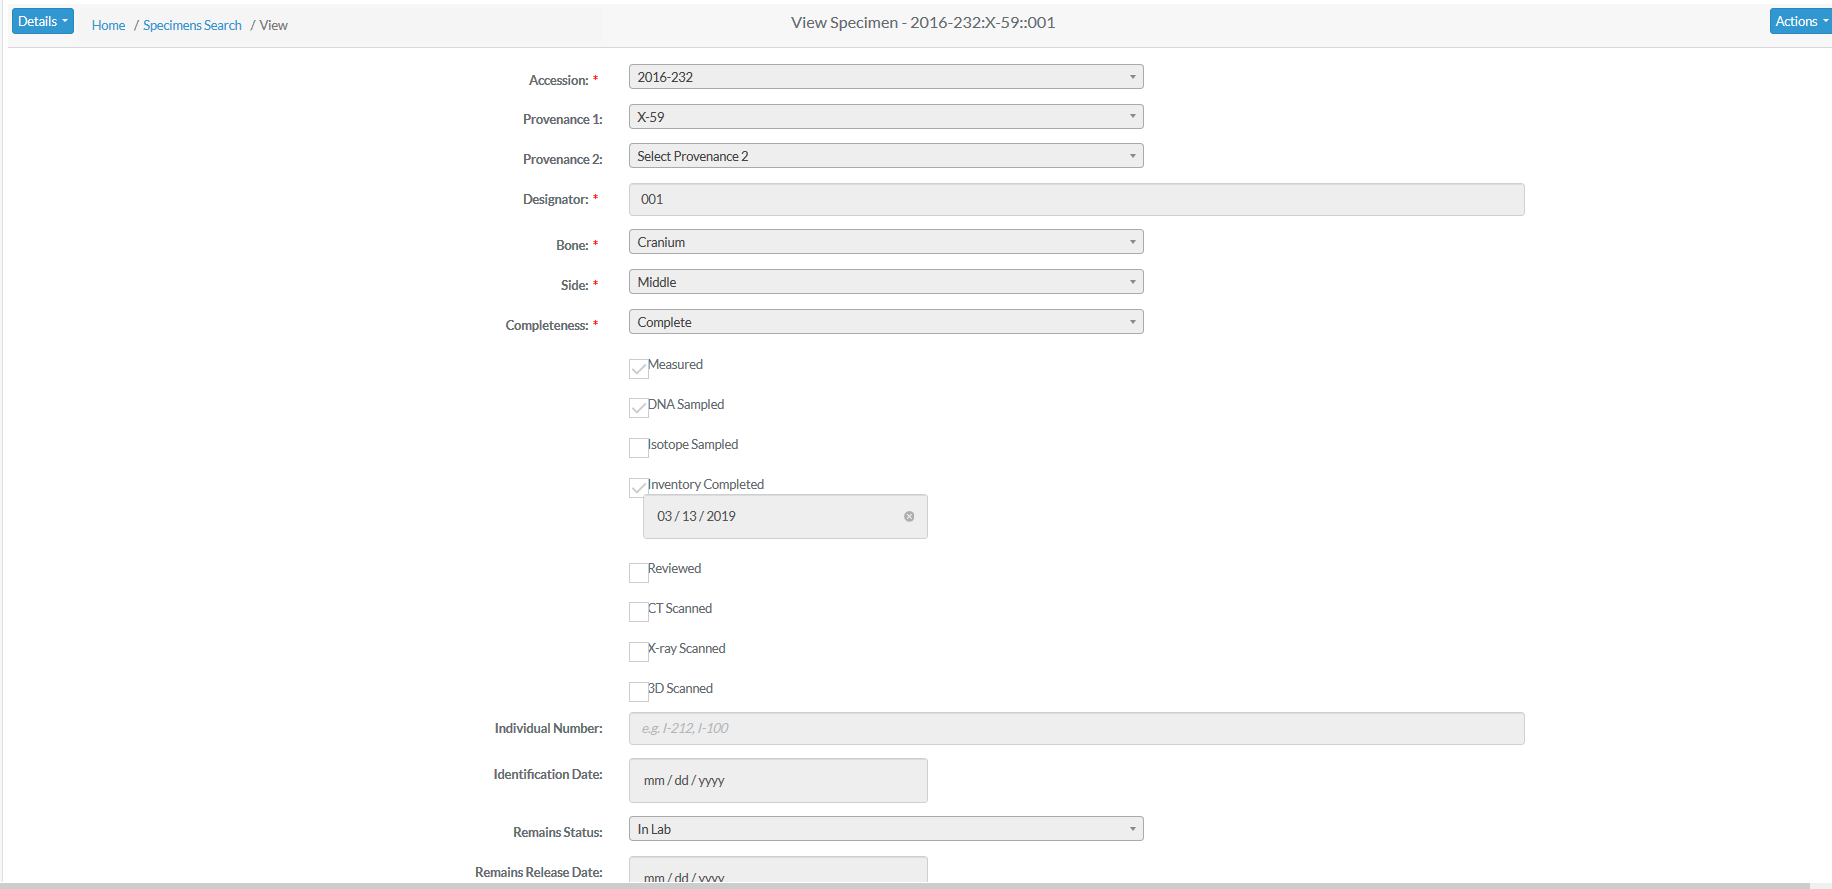 Details
Home / Specimens Search / View
View Specimen - 2016-232:X-59::001
Actions
Accession: *
2016-232
Provenance 1:
X-59
Provenance 2:
Select Provenance 2
Designator: *
001
Bone: *
Cranium
Side: *
Middle
Completeness: *
Complete
Measured
DNA Sampled
Isotope Sampled
Inventory Completed
03 / 13 / 2019
Reviewed
CT Scanned
X-ray Scanned
3D Scanned
Individual Number:
e.g. I-212, I-100
Identification Date:
mm / dd / yyyy
Remains Status:
In Lab
Remains Release Date:
mm / dd / yyyy